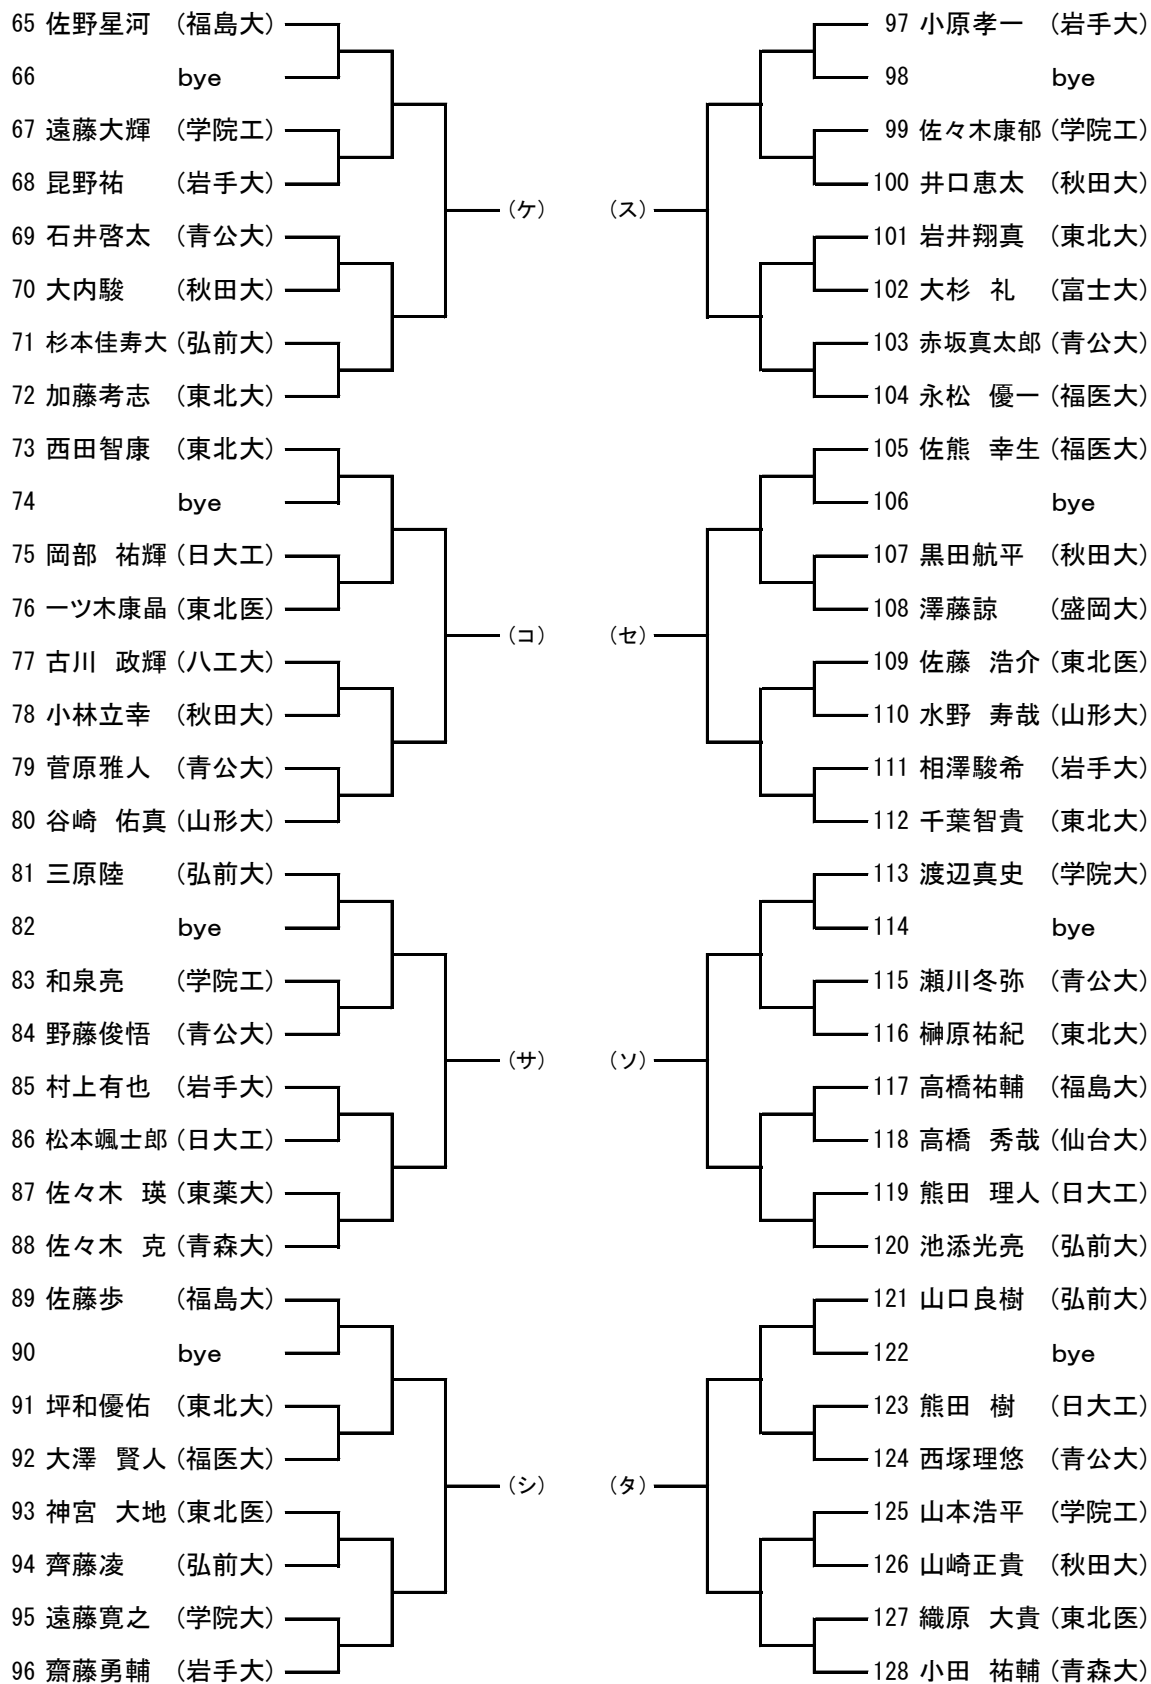 65 佐野星河 (福島大)
66 bye
67 遠藤大輝 (学院工)
68 昆野祐 (岩手大)
69 石井啓太 (青公大)
70 大内駿 (秋田大)
71 杉本佳寿大 (弘前大)
72 加藤考志 (東北大)
(ケ)
73 西田智康 (東北大)
74 bye
75 岡部 祐輝 (日大工)
76 一ツ木康晶 (東北医)
77 古川 政輝 (八工大)
78 小林立幸 (秋田大)
79 菅原雅人 (青公大)
80 谷崎 佑真 (山形大)
(コ)
81 三原陸 (弘前大)
82 bye
83 和泉亮 (学院工)
84 野藤俊悟 (青公大)
85 村上有也 (岩手大)
86 松本颯士郎 (日大工)
87 佐々木 瑛 (東薬大)
88 佐々木 克 (青森大)
(サ)
89 佐藤歩 (福島大)
90 bye
91 坪和優佑 (東北大)
92 大澤 賢人 (福医大)
93 神宮 大地 (東北医)
94 齊藤凌 (弘前大)
95 遠藤寛之 (学院大)
96 齋藤勇輔 (岩手大)
(シ)
97 小原孝一 (岩手大)
98 bye
99 佐々木康郁 (学院工)
100 井口恵太 (秋田大)
101 岩井翔真 (東北大)
102 大杉 礼 (富士大)
103 赤坂真太郎 (青公大)
104 永松 優一 (福医大)
(ス)
105 佐熊 幸生 (福医大)
106 bye
107 黒田航平 (秋田大)
108 澤藤諒 (盛岡大)
109 佐藤 浩介 (東北医)
110 水野 寿哉 (山形大)
111 相澤駿希 (岩手大)
112 千葉智貴 (東北大)
(セ)
113 渡辺真史 (学院大)
114 bye
115 瀬川冬弥 (青公大)
116 榊原祐紀 (東北大)
117 高橋祐輔 (福島大)
118 高橋 秀哉 (仙台大)
119 熊田 理人 (日大工)
120 池添光亮 (弘前大)
(ソ)
121 山口良樹 (弘前大)
122 bye
123 熊田 樹 (日大工)
124 西塚理悠 (青公大)
125 山本浩平 (学院工)
126 山崎正貴 (秋田大)
127 織原 大貴 (東北医)
128 小田 祐輔 (青森大)
(タ)